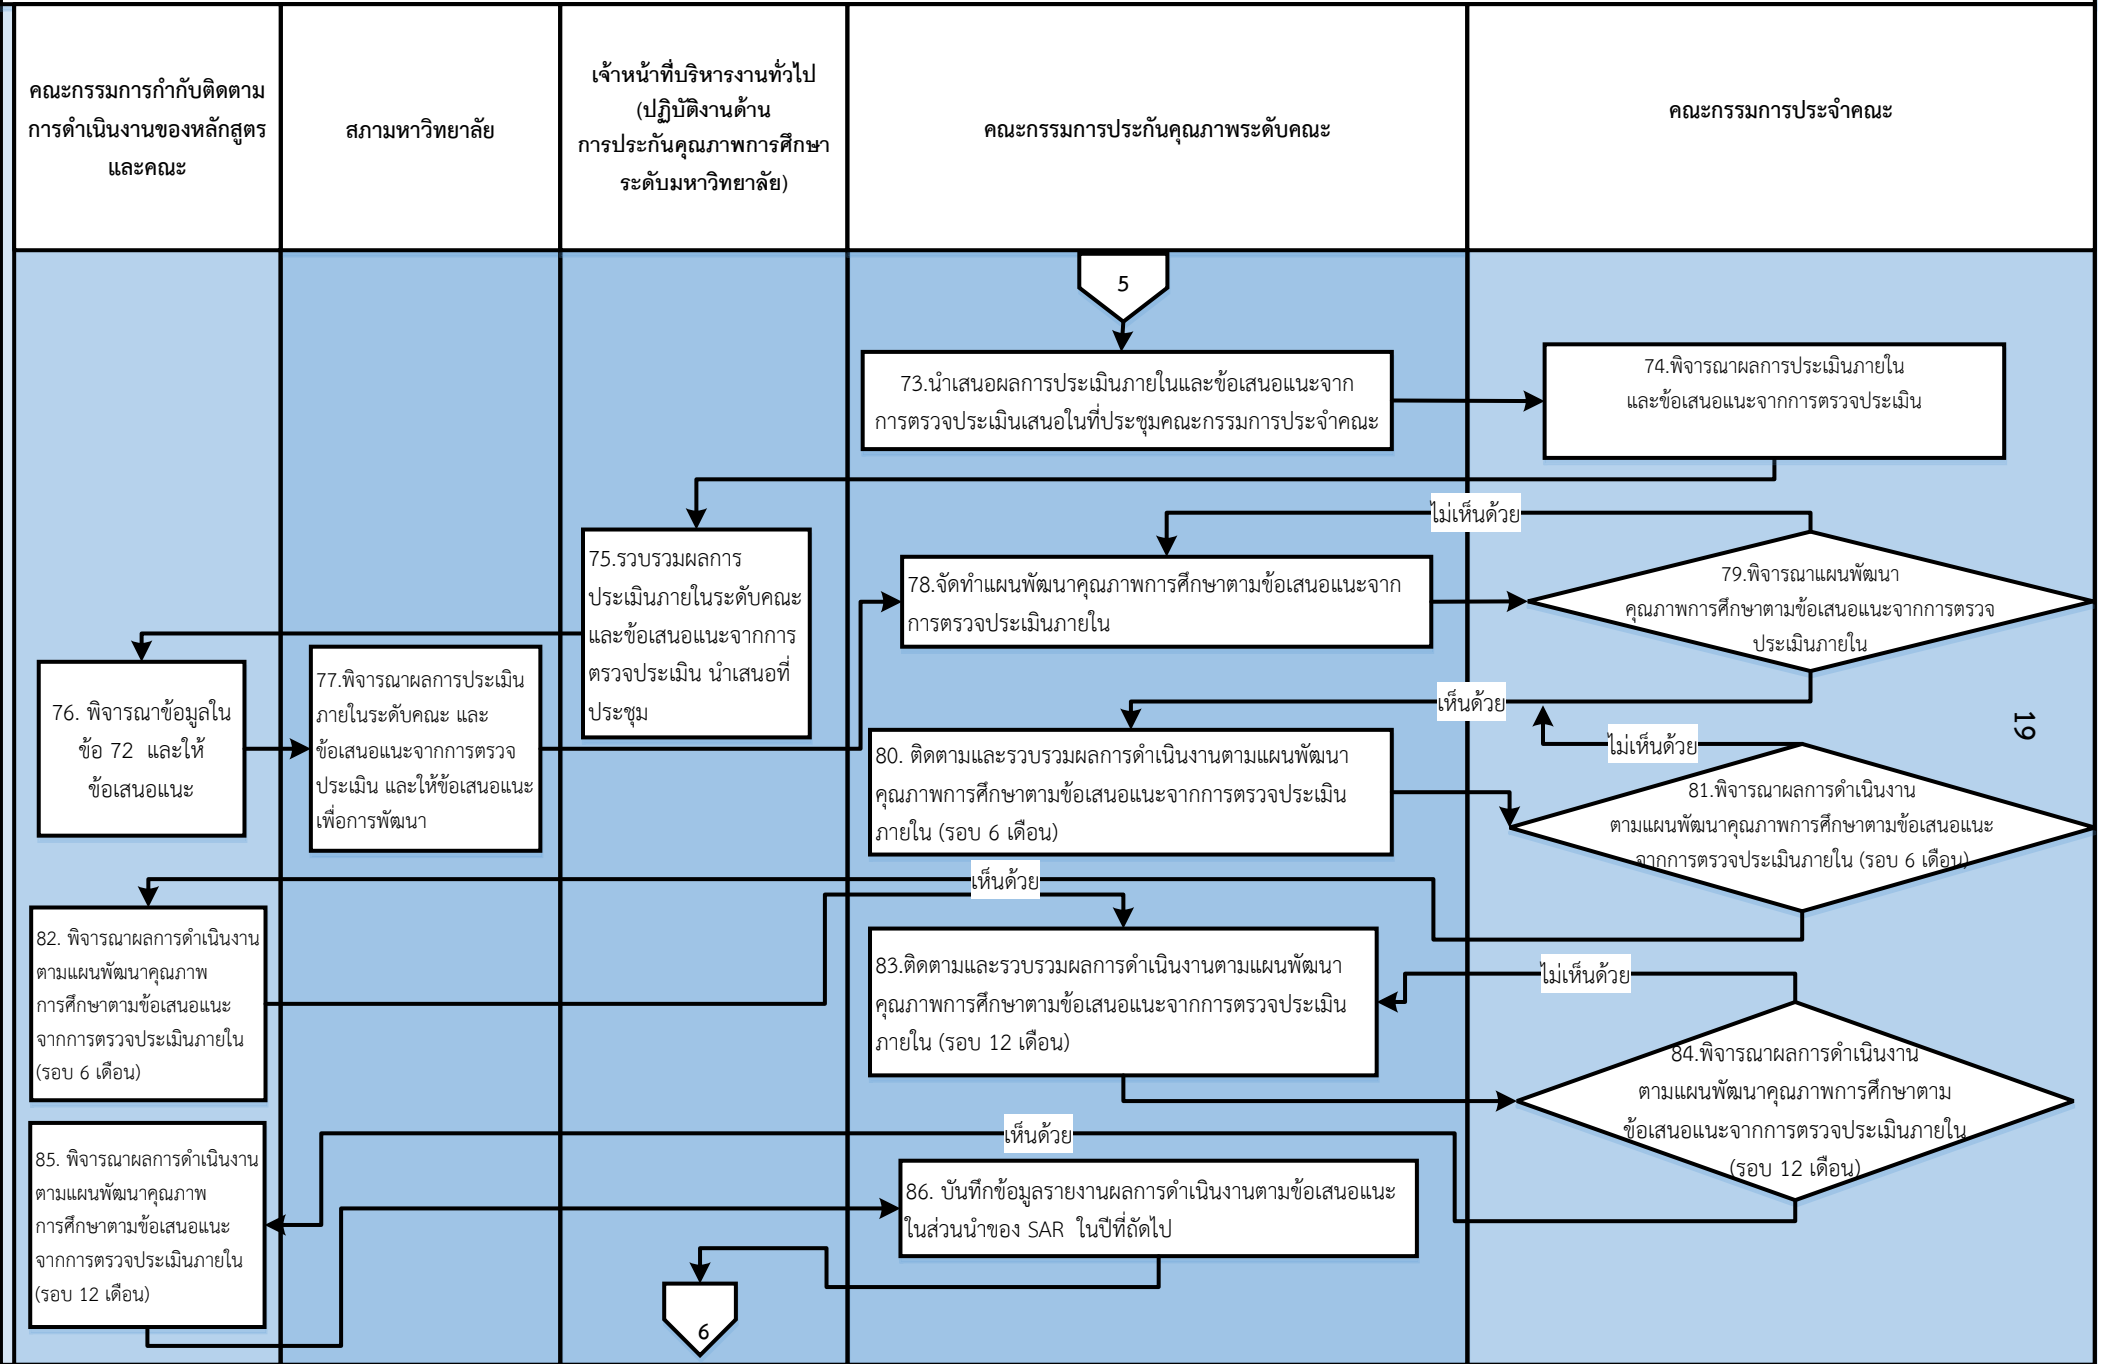 คณะกรรมการกำกับติดตาม
การดำเนินงานของหลักสูตร
และคณะ
สภามหาวิทยาลัย
เจ้าหน้าที่บริหารงานทั่วไป
(ปฏิบัติงานด้าน
การประกันคุณภาพการศึกษา
ระดับมหาวิทยาลัย)
คณะกรรมการประกันคุณภาพระดับคณะ
คณะกรรมการประจำคณะ
5
73.นำเสนอผลการประเมินภายในและข้อเสนอแนะจาก
การตรวจประเมินเสนอในที่ประชุมคณะกรรมการประจำคณะ
74.พิจารณาผลการประเมินภายใน
และข้อเสนอแนะจากการตรวจประเมิน
75.รวบรวมผลการ
ประเมินภายในระดับคณะ
และข้อเสนอแนะจากการ
ตรวจประเมิน นำเสนอที่
ประชุม
76. พิจารณาข้อมูลใน
ข้อ 72 และให้
ข้อเสนอแนะ
77.พิจารณาผลการประเมิน
ภายในระดับคณะ และ
ข้อเสนอแนะจากการตรวจ
ประเมิน และให้ข้อเสนอแนะ
เพื่อการพัฒนา
78.จัดทำแผนพัฒนาคุณภาพการศึกษาตามข้อเสนอแนะจาก
การตรวจประเมินภายใน
ไม่เห็นด้วย
79.พิจารณาแผนพัฒนา
คุณภาพการศึกษาตามข้อเสนอแนะจากการตรวจ
ประเมินภายใน
เห็นด้วย
80. ติดตามและรวบรวมผลการดำเนินงานตามแผนพัฒนา
คุณภาพการศึกษาตามข้อเสนอแนะจากการตรวจประเมิน
ภายใน (รอบ 6 เดือน)
ไม่เห็นด้วย
81.พิจารณาผลการดำเนินงาน
ตามแผนพัฒนาคุณภาพการศึกษาตามข้อเสนอแนะ
จากการตรวจประเมินภายใน (รอบ 6 เดือน)
19
เห็นด้วย
82. พิจารณาผลการดำเนินงาน
ตามแผนพัฒนาคุณภาพ
การศึกษาตามข้อเสนอแนะ
จากการตรวจประเมินภายใน
(รอบ 6 เดือน)
83.ติดตามและรวบรวมผลการดำเนินงานตามแผนพัฒนา
คุณภาพการศึกษาตามข้อเสนอแนะจากการตรวจประเมิน
ภายใน (รอบ 12 เดือน)
ไม่เห็นด้วย
84.พิจารณาผลการดำเนินงาน
ตามแผนพัฒนาคุณภาพการศึกษาตาม
ข้อเสนอแนะจากการตรวจประเมินภายใน
(รอบ 12 เดือน)
เห็นด้วย
85. พิจารณาผลการดำเนินงาน
ตามแผนพัฒนาคุณภาพ
การศึกษาตามข้อเสนอแนะ
จากการตรวจประเมินภายใน
(รอบ 12 เดือน)
86. บันทึกข้อมูลรายงานผลการดำเนินงานตามข้อเสนอแนะ
ในส่วนนำของ SAR ในปีที่ถัดไป
6